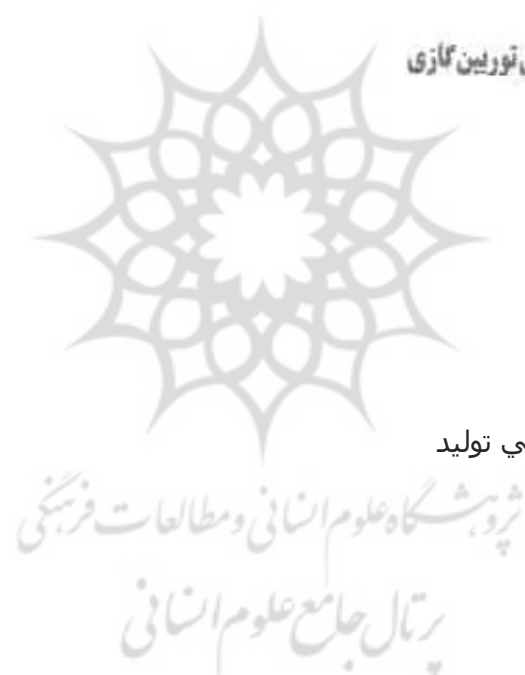 توربین گازی
تولید
پژوهشگاه علوم انسانی و مطالعات فرهنگی
پرتال جامع علوم انسانی